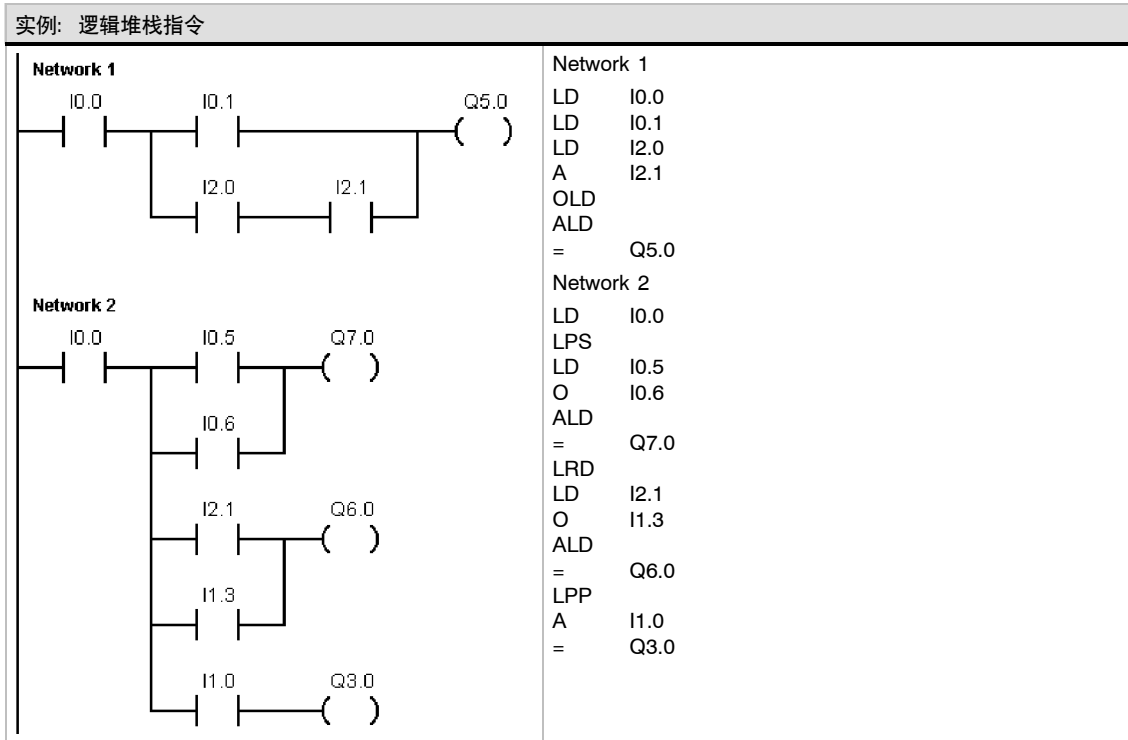 实例: 逻辑堆栈指令
Network 1
I0.0 I0.1 Q5.0
I2.0 I2.1
Network 2
I0.0 I0.5 Q7.0
I0.6
I2.1 Q6.0
I1.3
I1.0 Q3.0
Network 1
LD I0.0
LD I0.1
LD I2.0
A I2.1
OLD
ALD
= Q5.0
Network 2
LD I0.0
LPS
LD I0.5
O I0.6
ALD
= Q7.0
LRD
LD I2.1
O I1.3
ALD
= Q6.0
LPP
A I1.0
= Q3.0